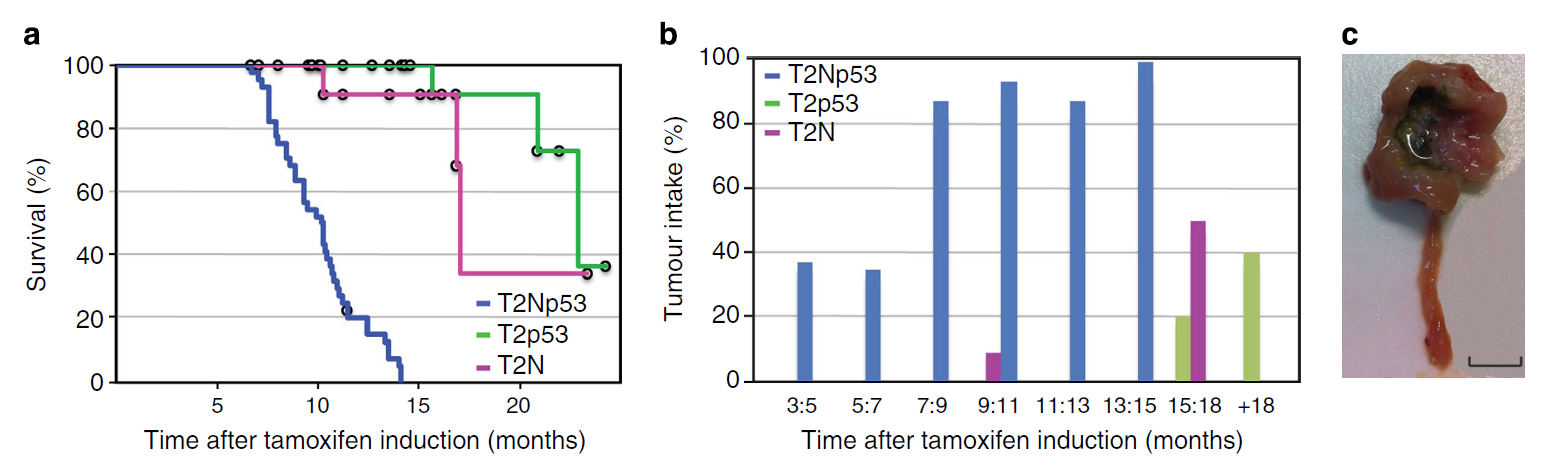 a
100
80
60
40
20
0
Survival (%)
5 10 15 20
Time after tamoxifen induction (months)
T2Np53
T2p53
T2N
b
100
80
60
40
20
0
Tumour intake (%)
T2Np53
T2p53
T2N
3:5 5:7 7:9 9:11 11:13 13:15 15:18 +18
Time after tamoxifen induction (months)
c